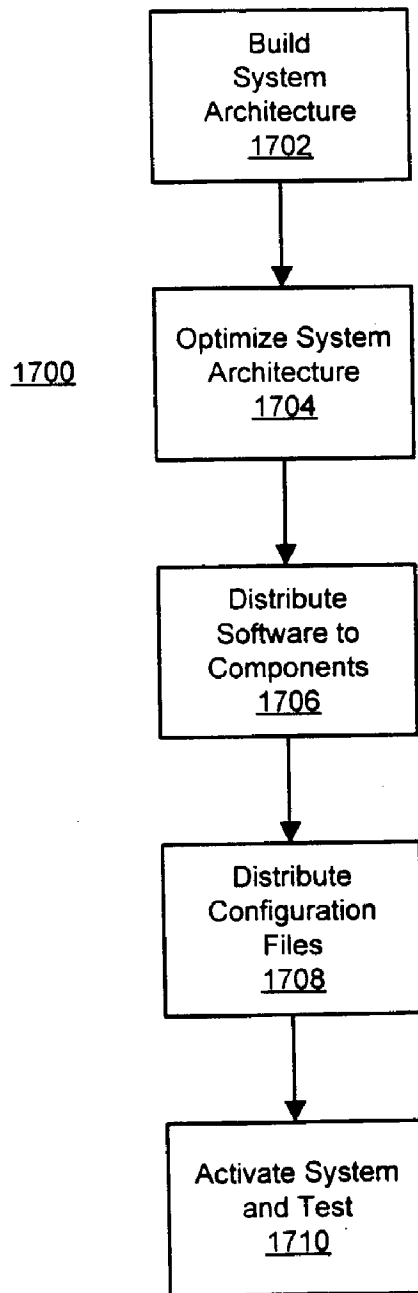 Build
System
Architecture
1702
1700
Optimize System
Architecture
1704
Distribute
Software to
Components
1706
Distribute
Configuration
Files
1708
Activate System
and Test
1710